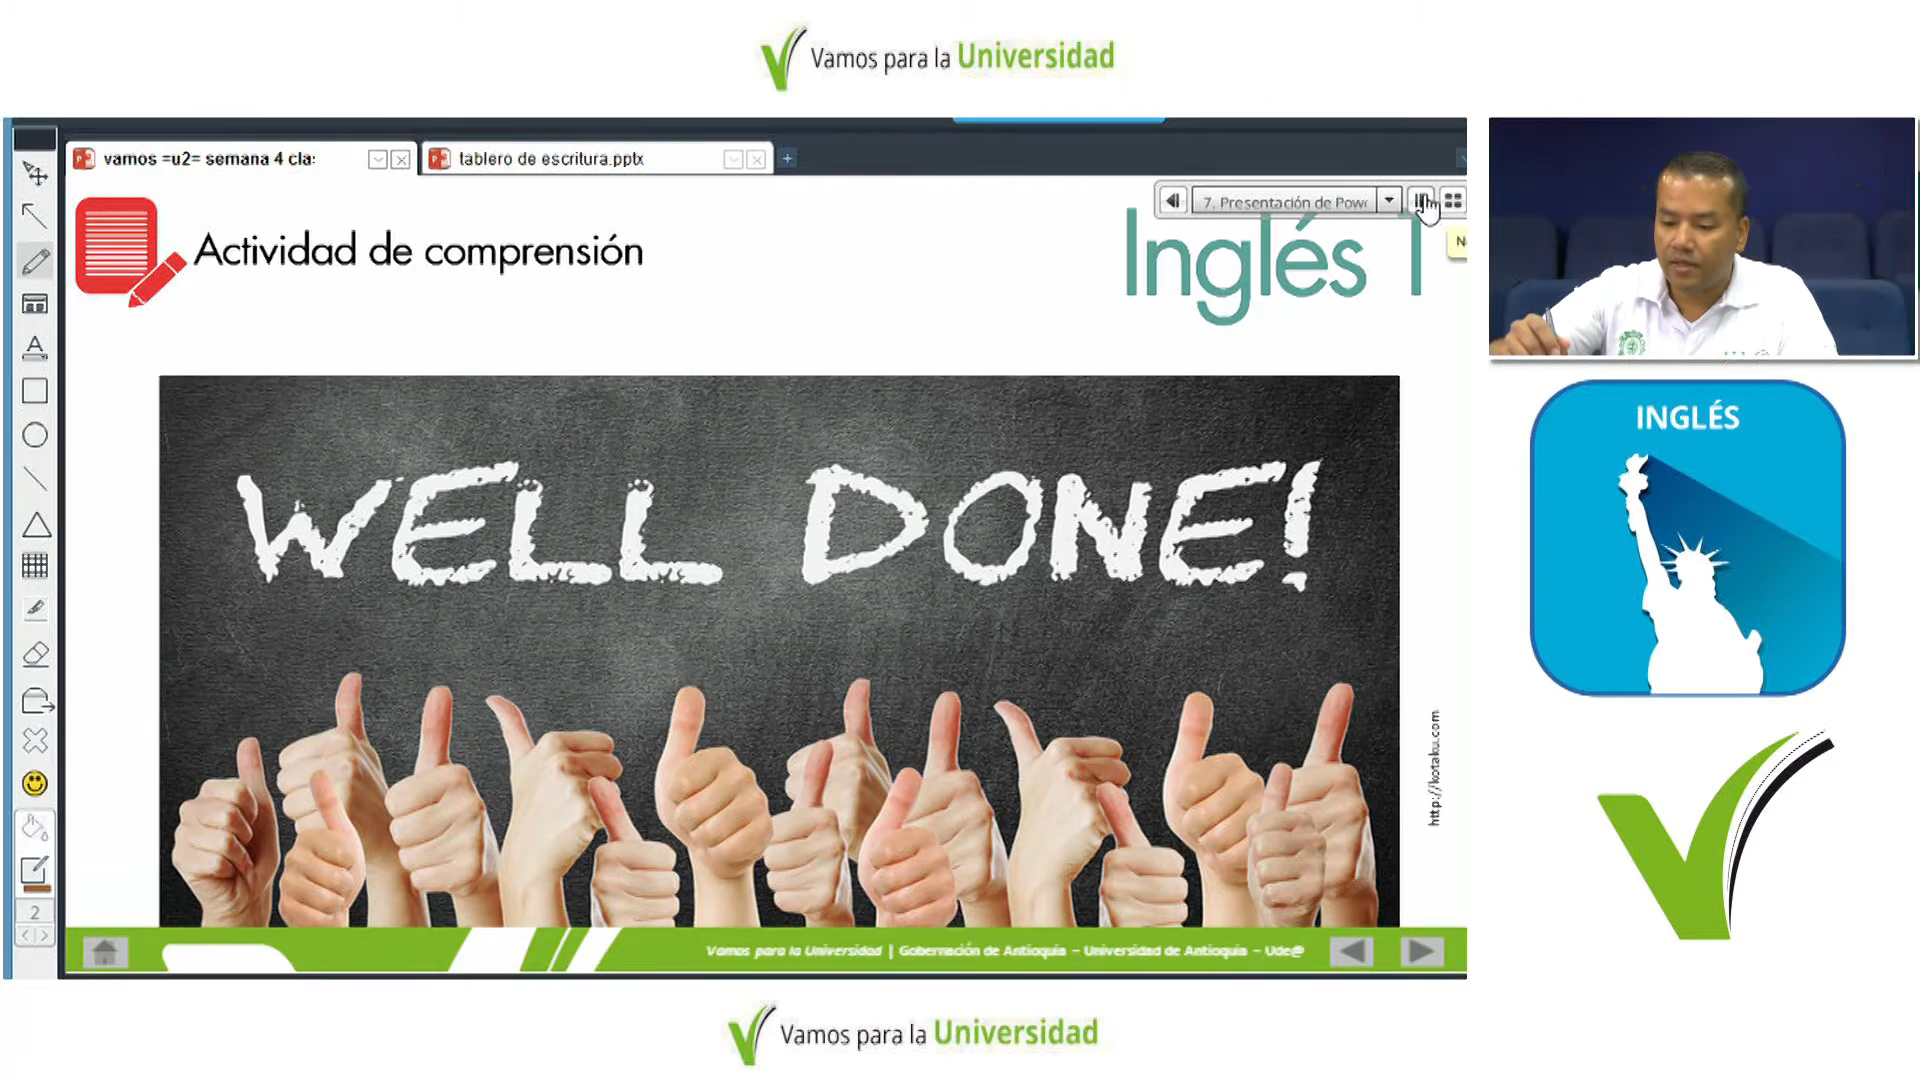 Vamos para la Universidad
vamos =u2= semana 4 cla
tablero de escritura.pptx
7. Presentación de Pow
Actividad de comprensión
Inglés 1
N
INGLÉS
WELL DONE!
http://kotaku.com
2
Vamos para la Universidad | Gobernación de Antioquia – Universidad de Antioquia – Ude@
Vamos para la Universidad